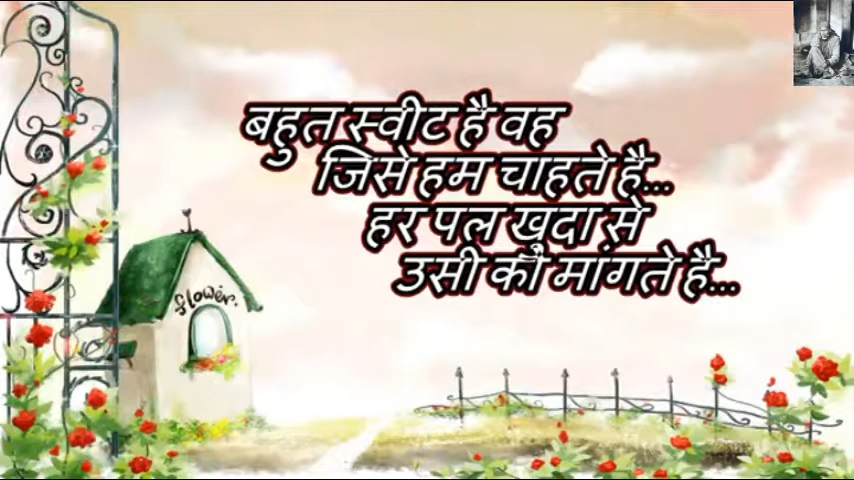 बहुत स्वीट है वह
जिसे हम चाहते है...
हर पल खुदा से
उसी को मांगते है...
flower.